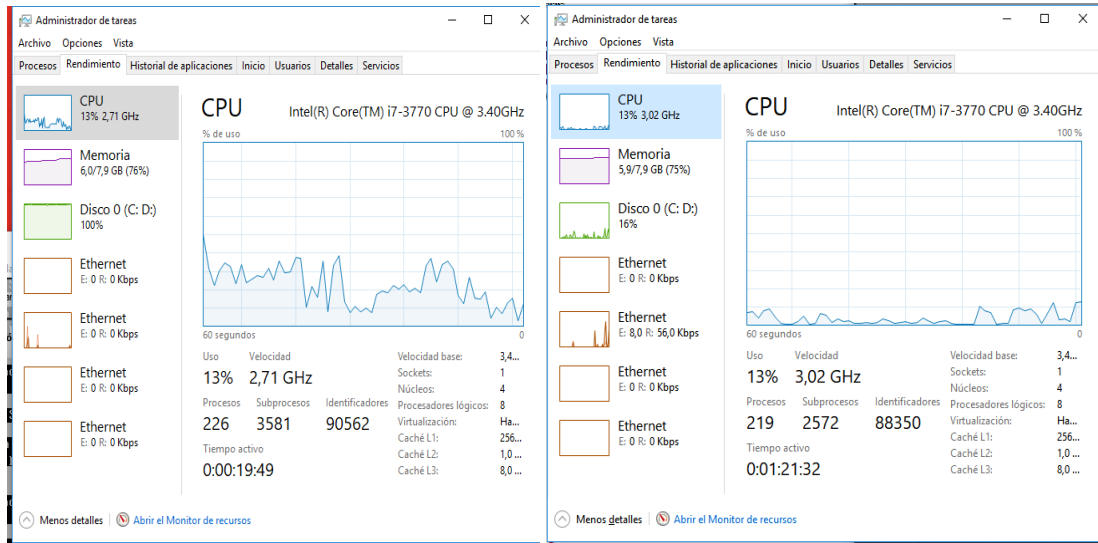 Administrador de tareas
Archivo Opciones Vista
Procesos Rendimiento Historial de aplicaciones Inicio Usuarios Detalles Servicios
CPU
13% 2,71 GHz
Memoria
6,0/7,9 GB (76%)
Disco 0 (C: D:)
100%
Ethernet
E: 0 R: 0 Kbps
Ethernet
E: 0 R: 0 Kbps
Ethernet
E: 0 R: 0 Kbps
Ethernet
E: 0 R: 0 Kbps
CPU Intel(R) Core(TM) i7-3770 CPU @ 3.40GHz
% de uso 100 %
60 segundos 0
Uso Velocidad
13% 2,71 GHz
Procesos Subprocesos Identificadores
226 3581 90562
Tiempo activo
0:00:19:49
Velocidad base: 3,4...
Sockets: 1
Núcleos: 4
Procesadores lógicos: 8
Virtualización: Ha...
Caché L1: 256...
Caché L2: 1,0 ...
Caché L3: 8,0 ...
Menos detalles Abrir el Monitor de recursos
Administrador de tareas
Archivo Opciones Vista
Procesos Rendimiento Historial de aplicaciones Inicio Usuarios Detalles Servicios
CPU
13% 3,02 GHz
Memoria
5,9/7,9 GB (75%)
Disco 0 (C: D:)
16%
Ethernet
E: 0 R: 0 Kbps
Ethernet
E: 8,0 R: 56,0 Kbps
Ethernet
E: 0 R: 0 Kbps
Ethernet
E: 0 R: 0 Kbps
CPU Intel(R) Core(TM) i7-3770 CPU @ 3.40GHz
% de uso 100 %
60 segundos 0
Uso Velocidad
13% 3,02 GHz
Procesos Subprocesos Identificadores
219 2572 88350
Tiempo activo
0:01:21:32
Velocidad base: 3,4...
Sockets: 1
Núcleos: 4
Procesadores lógicos: 8
Virtualización: Ha...
Caché L1: 256...
Caché L2: 1,0 ...
Caché L3: 8,0 ...
Menos detalles Abrir el Monitor de recursos